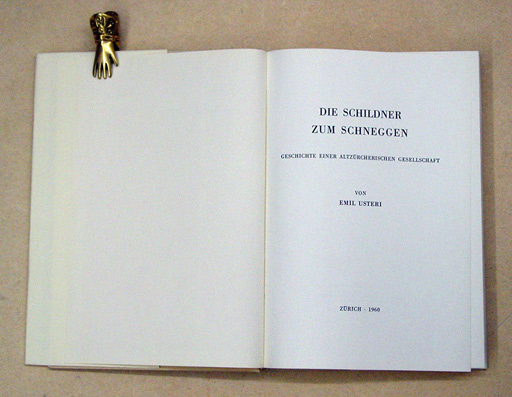 DIE SCHILDNER
ZUM SCHNEGGEN
GESCHICHTE EINER ALTZÜRCHERISCHEN GESELLSCHAFT
VON
EMIL USTERI
ZÜRICH · 1960